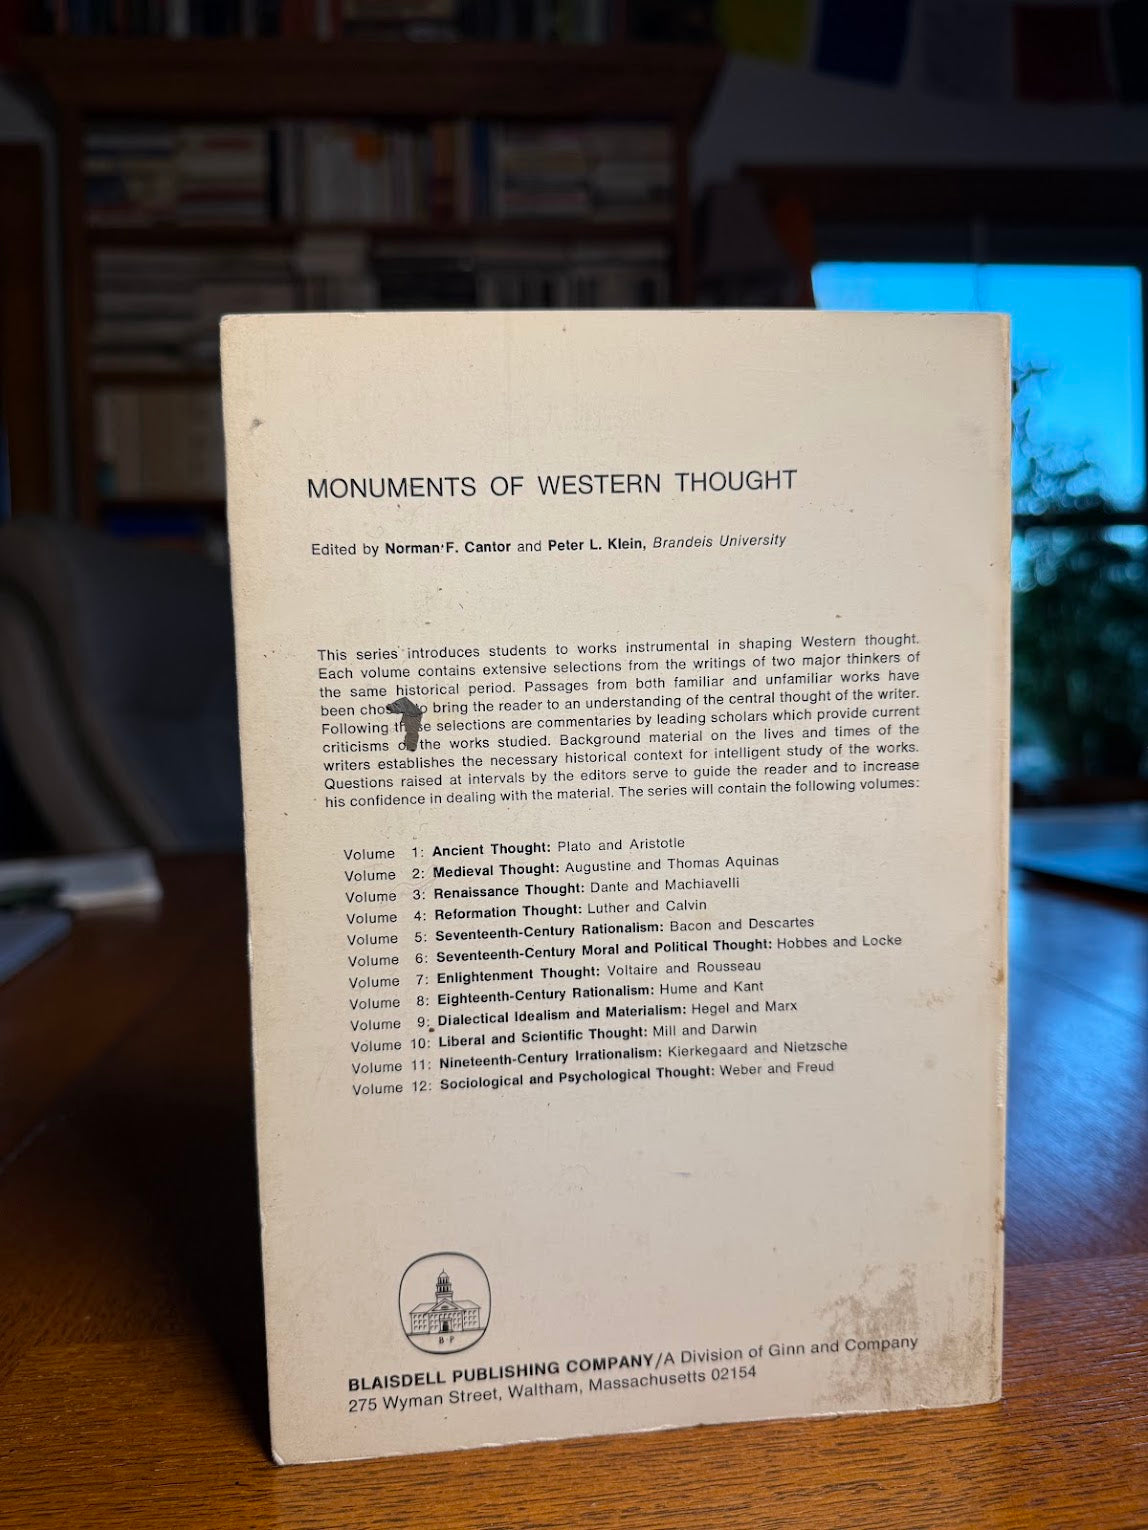 MONUMENTS OF WESTERN THOUGHT
Edited by Norman F. Cantor and Peter L. Klein, Brandeis University
This series introduces students to works instrumental in shaping Western thought.
Each volume contains extensive selections from the writings of two major thinkers of
the same historical period. Passages from both familiar and unfamiliar works have
been chosen to bring the reader to an understanding of the central thought of the writer.
Following these selections are commentaries by leading scholars which provide current
criticisms of the works studied. Background material on the lives and times of the
writers establishes the necessary historical context for intelligent study of the works.
Questions raised at intervals by the editors serve to guide the reader and to increase
his confidence in dealing with the material. The series will contain the following volumes:
Volume 1: Ancient Thought: Plato and Aristotle
Volume 2: Medieval Thought: Augustine and Thomas Aquinas
Volume 3: Renaissance Thought: Dante and Machiavelli
Volume 4: Reformation Thought: Luther and Calvin
Volume 5: Seventeenth-Century Rationalism: Bacon and Descartes
Volume 6: Seventeenth-Century Moral and Political Thought: Hobbes and Locke
Volume 7: Enlightenment Thought: Voltaire and Rousseau
Volume 8: Eighteenth-Century Rationalism: Hume and Kant
Volume 9: Dialectical Idealism and Materialism: Hegel and Marx
Volume 10: Liberal and Scientific Thought: Mill and Darwin
Volume 11: Nineteenth-Century Irrationalism: Kierkegaard and Nietzsche
Volume 12: Sociological and Psychological Thought: Weber and Freud
B P
BLAISDELL PUBLISHING COMPANY/A Division of Ginn and Company
275 Wyman Street, Waltham, Massachusetts 02154